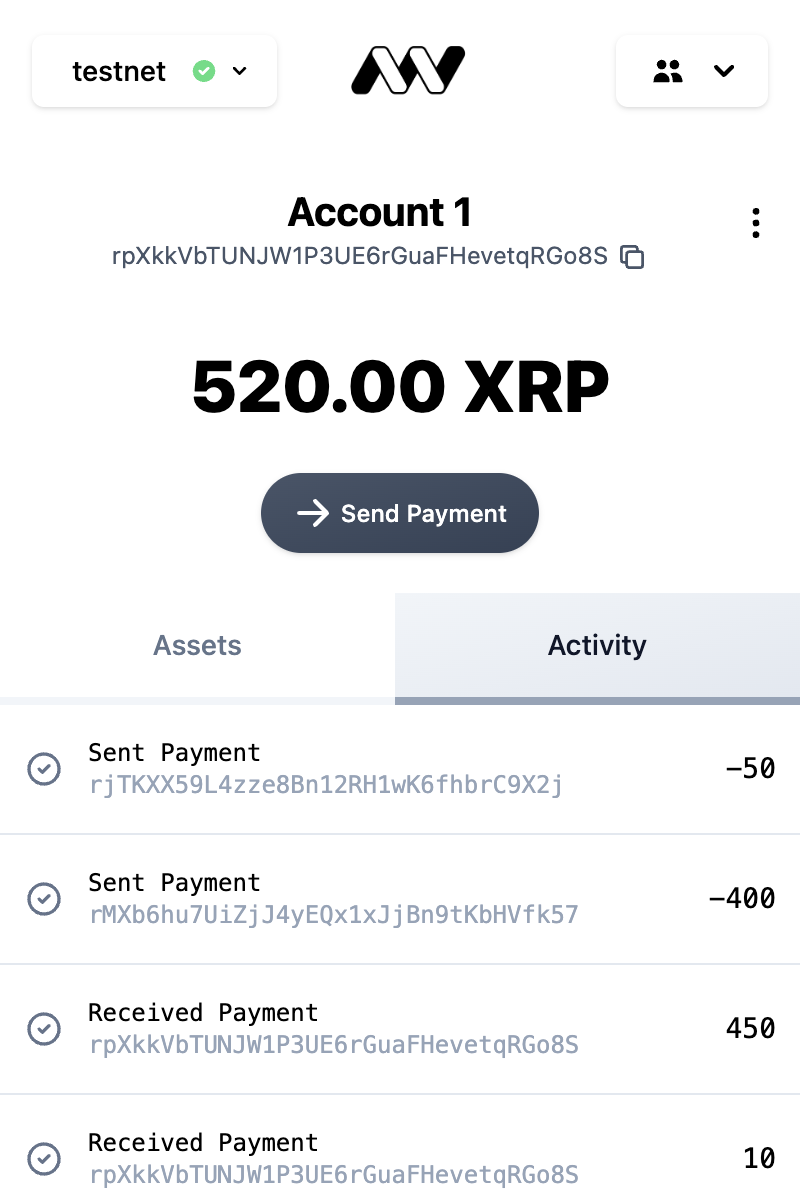 testnet
Account 1
rpXkkVbTUNJW1P3UE6rGuaFHevetqRGo8S
520.00 XRP
Send Payment
Assets
Activity
Sent Payment
rjTKXX59L4zze8Bn12RH1wK6fhbrC9X2j
-50
Sent Payment
rMXb6hu7UiZjJ4yEQx1xJjBn9tKbHVfk57
-400
Received Payment
rpXkkVbTUNJW1P3UE6rGuaFHevetqRGo8S
450
Received Payment
rpXkkVbTUNJW1P3UE6rGuaFHevetqRGo8S
10